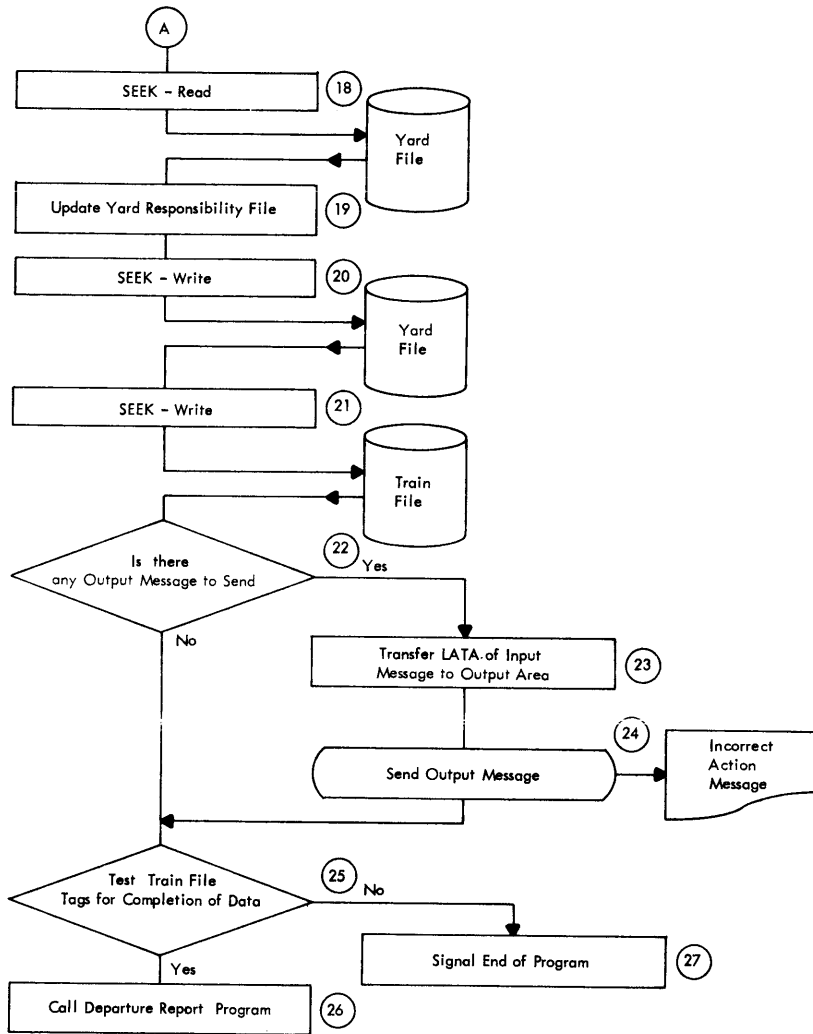 A
SEEK - Read
18
Yard
File
Update Yard Responsibility File
19
SEEK - Write
20
Yard
File
SEEK - Write
21
Train
File
Is there
any Output Message to Send
22
Yes
No
Transfer LATA of Input
Message to Output Area
23
24
Send Output Message
Incorrect
Action
Message
Test Train File
Tags for Completion of Data
25
No
Yes
Signal End of Program
27
Call Departure Report Program
26